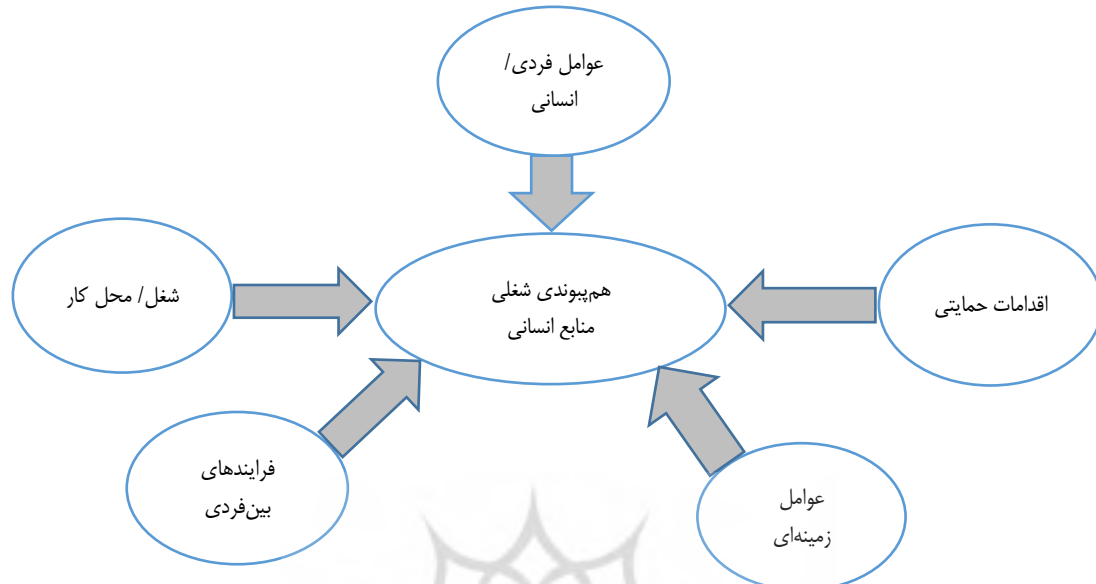 عوامل فردی/
انسانی
شغل/ محل کار
هم‌پیوندی شغلی
منابع انسانی
اقدامات حمایتی
فرایندهای
بین‌فردی
عوامل
زمینه‌ای